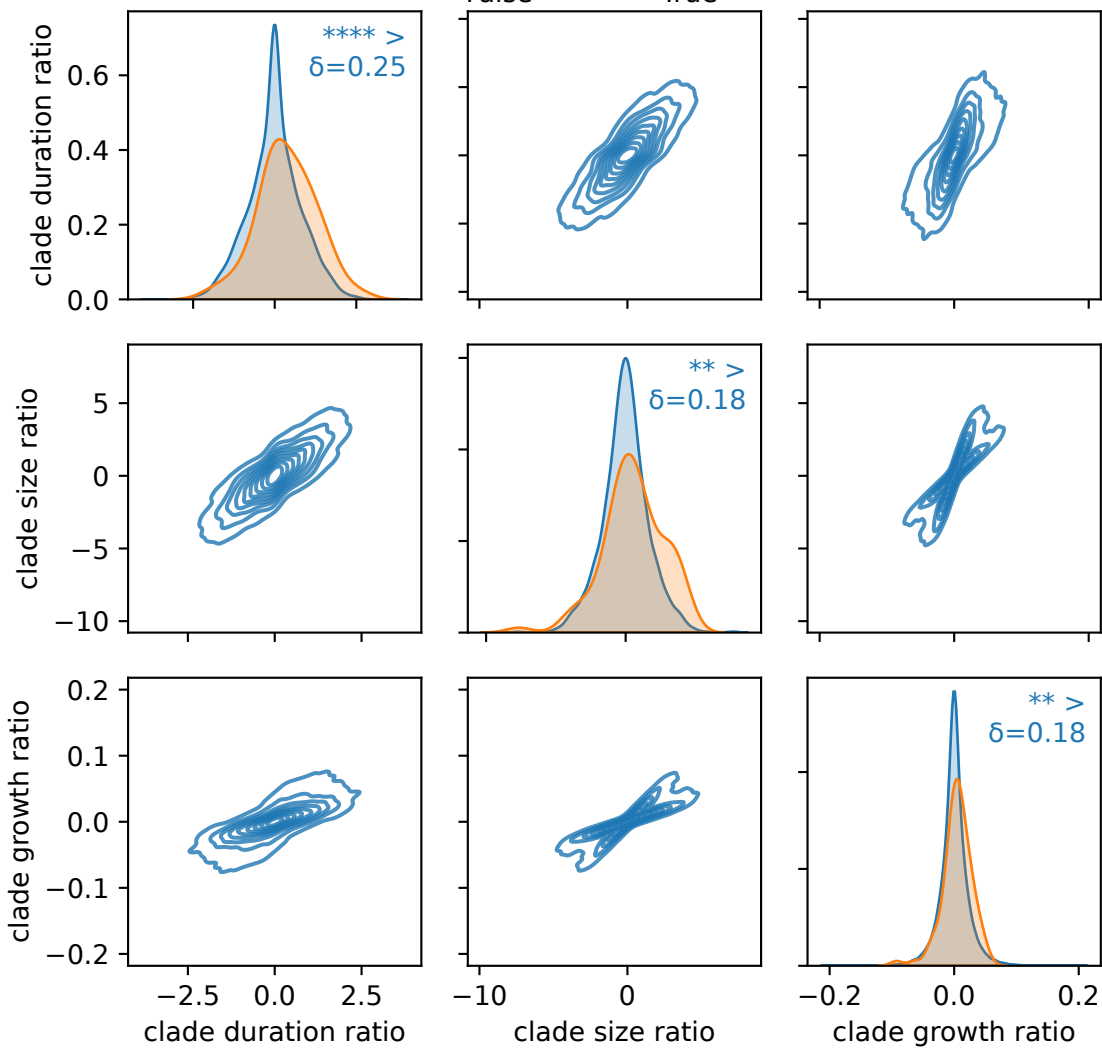 False True
clade duration ratio
0.6
0.4
0.2
0.0
**** >
δ=0.25
clade size ratio
5
0
−5
−10
** >
δ=0.18
clade growth ratio
0.2
0.1
0.0
−0.1
−0.2
** >
δ=0.18
−2.5 0.0 2.5
−10 0
−0.2 0.0 0.2
clade duration ratio
clade size ratio
clade growth ratio